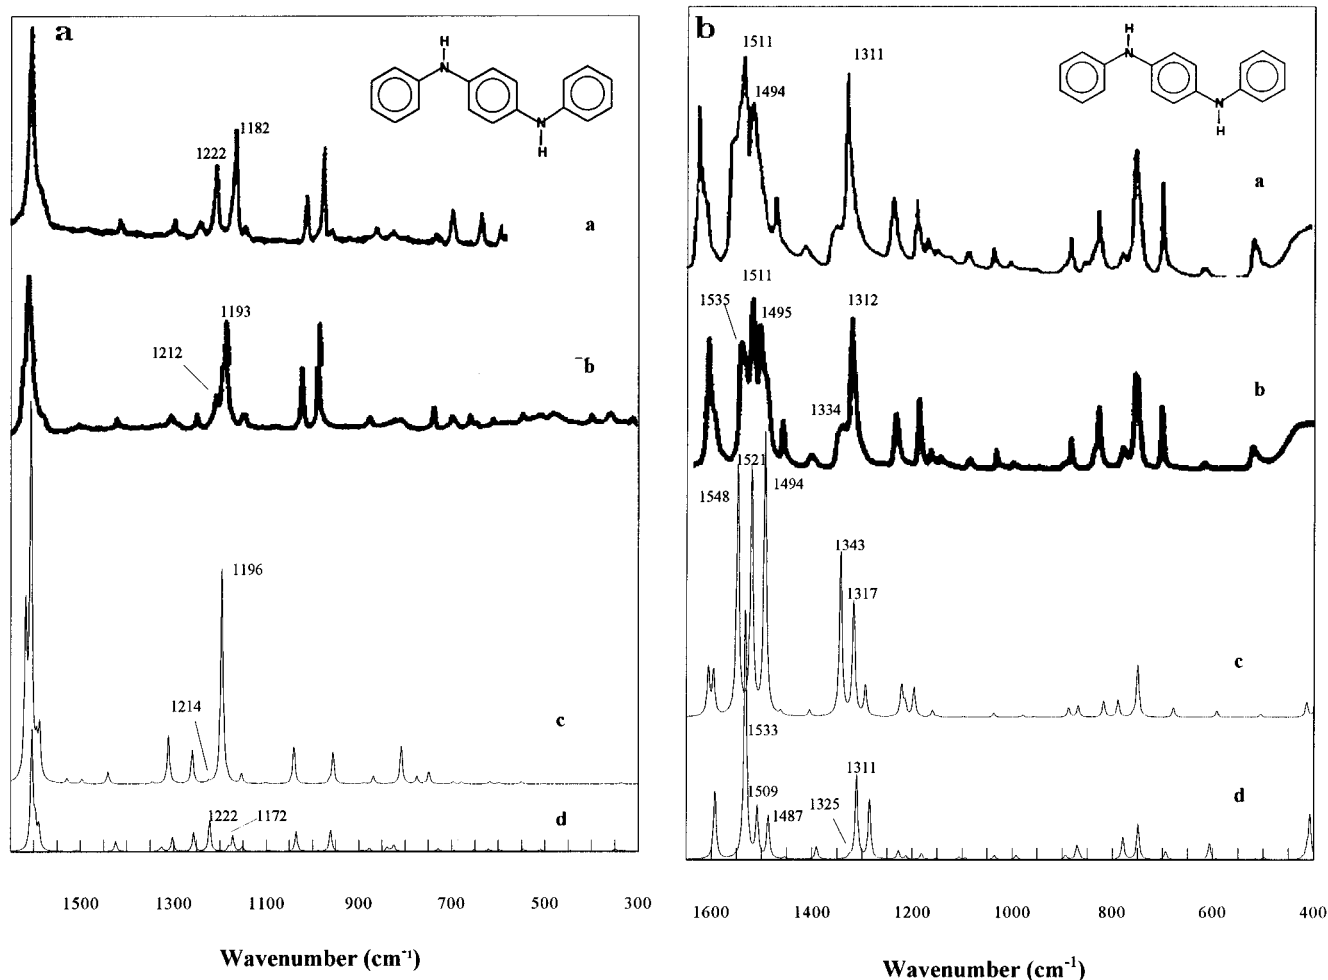 a
H
N
N
H
1182
1222
a
1193
1212
b
1196
1214
c
1222
1172
d
1500
1300
1100
900
700
500
300
Wavenumber (cm⁻¹)
b
H
N
N
H
1511
1311
1494
a
1511
1535
1495
1312
1334
b
1521
1548
1494
1343
1317
c
1533
1509
1311
1325
1487
d
1600
1400
1200
1000
800
600
400
Wavenumber (cm⁻¹)